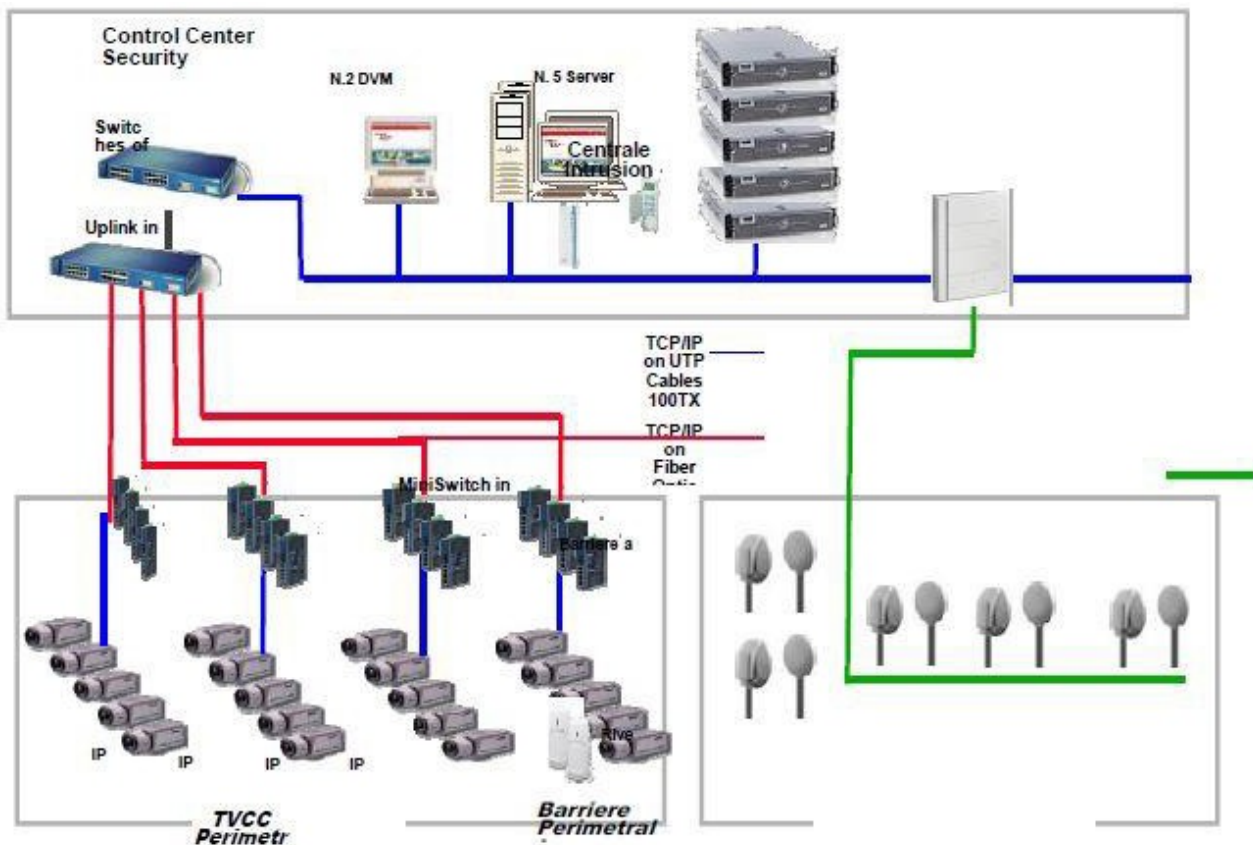 Control Center
Security
N.2 DVM
N. 5 Server
Switc
hes of
Centrale
Intrusion
Uplink in
TCP/IP
on UTP
Cables
100TX
TCP/IP
on
Fiber
MiniSwitch in
Barriere a
Rive
IP
IP
IP
IP
TVCC
Perimetr
Barriere
Perimetral